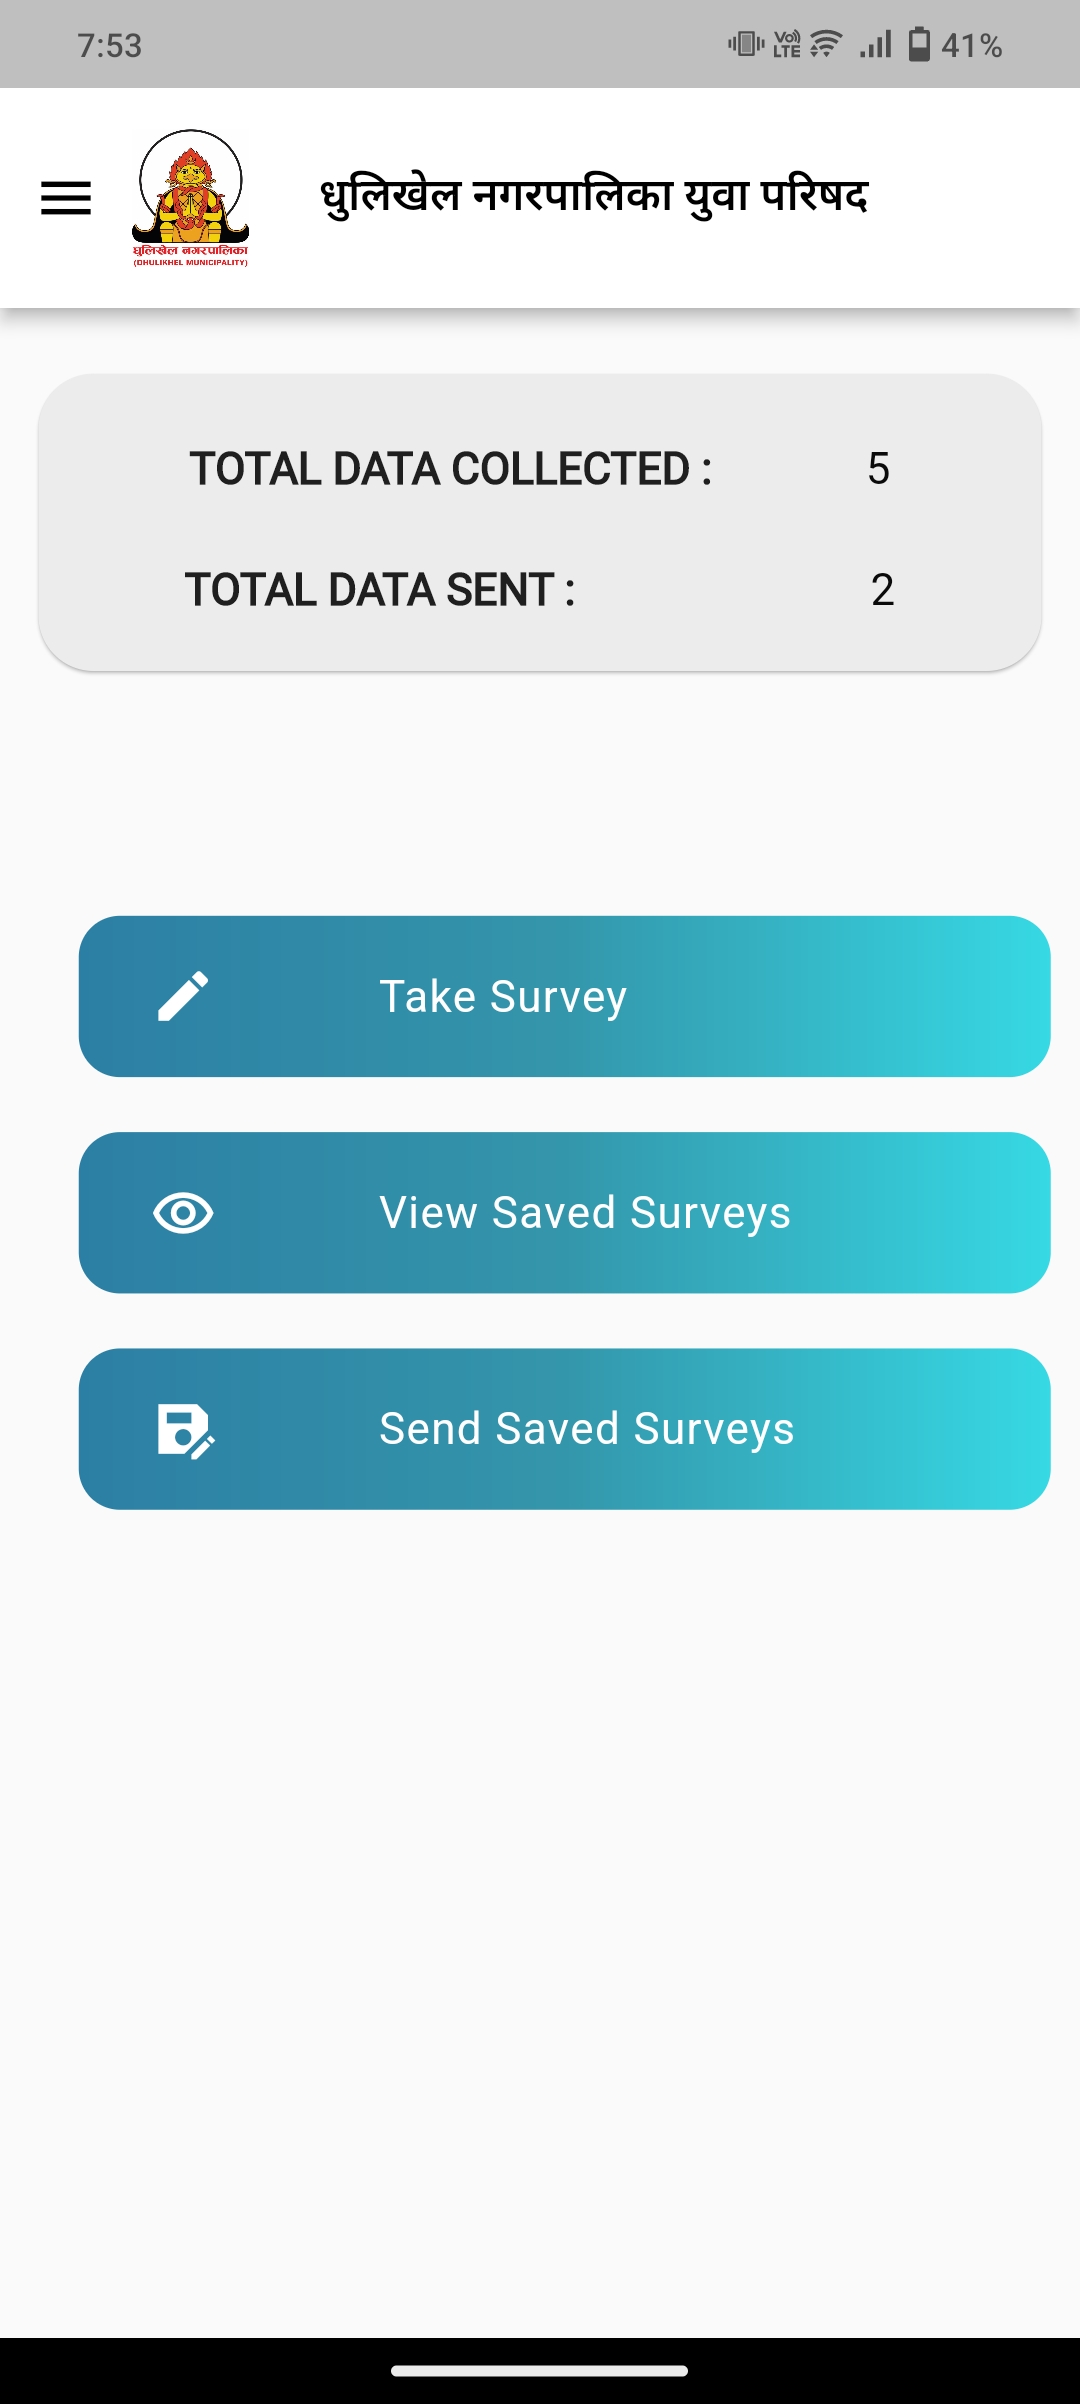 7:53
Vo)) LTE
41%
धुलिखेल नगरपालिका युवा परिषद
धुलिखेल नगरपालिका
(DHULIKHEL MUNICIPALITY)
TOTAL DATA COLLECTED : 5
TOTAL DATA SENT : 2
Take Survey
View Saved Surveys
Send Saved Surveys